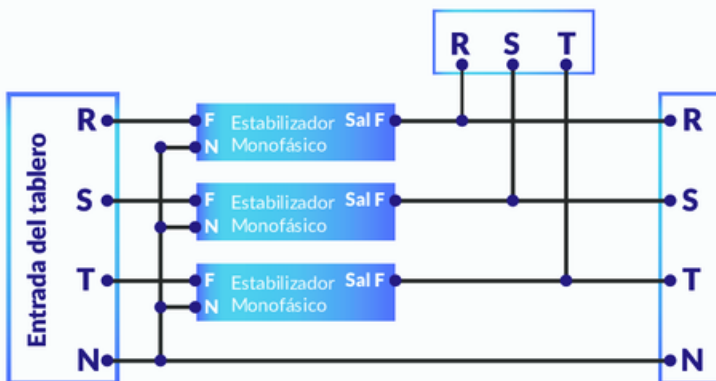 R S T
Entrada del tablero
R
F Estabilizador Sal F
N Monofásico
R
S
F Estabilizador Sal F
N Monofásico
S
T
F Estabilizador Sal F
N Monofásico
T
N
N